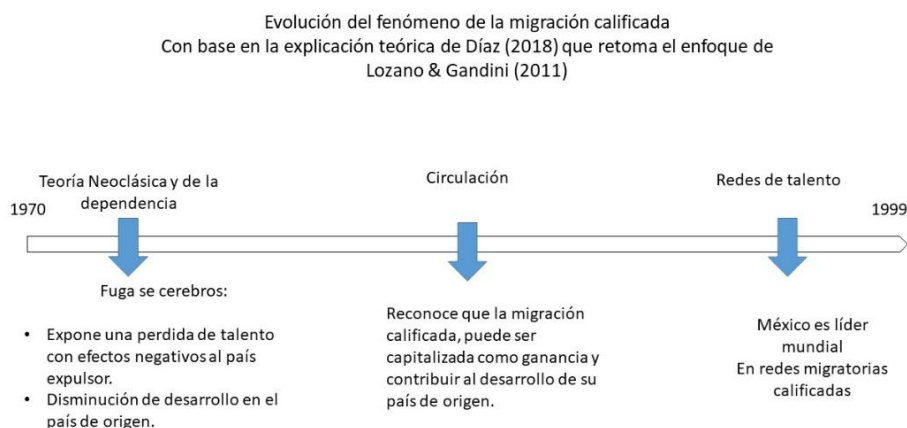 Evolución del fenómeno de la migración calificada
Con base en la explicación teórica de Díaz (2018) que retoma el enfoque de
Lozano & Gandini (2011)
Teoría Neoclásica y de la
dependencia
Circulación
Redes de talento
1970
1999
Fuga se cerebros:
• Expone una perdida de talento
con efectos negativos al país
expulsor.
• Disminución de desarrollo en el
país de origen.
Reconoce que la migración
calificada, puede ser
capitalizada como ganancia y
contribuir al desarrollo de su
país de origen.
México es líder
mundial
En redes migratorias
calificadas